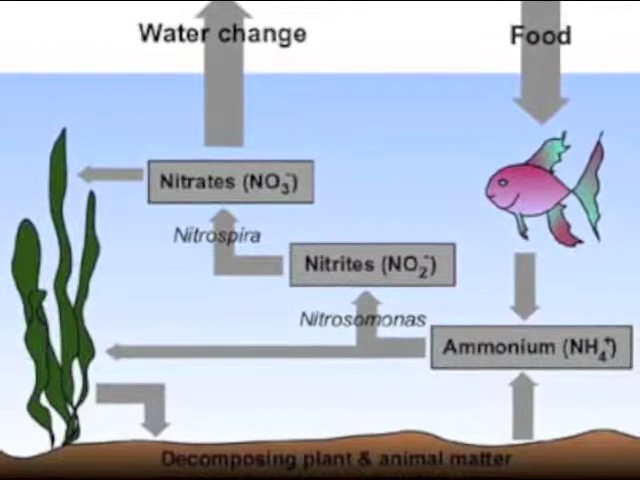 Water change
Food
Nitrates (NO₃⁻)
Nitrospira
Nitrites (NO₂⁻)
Nitrosomonas
Ammonium (NH₄⁺)
Decomposing plant & animal matter